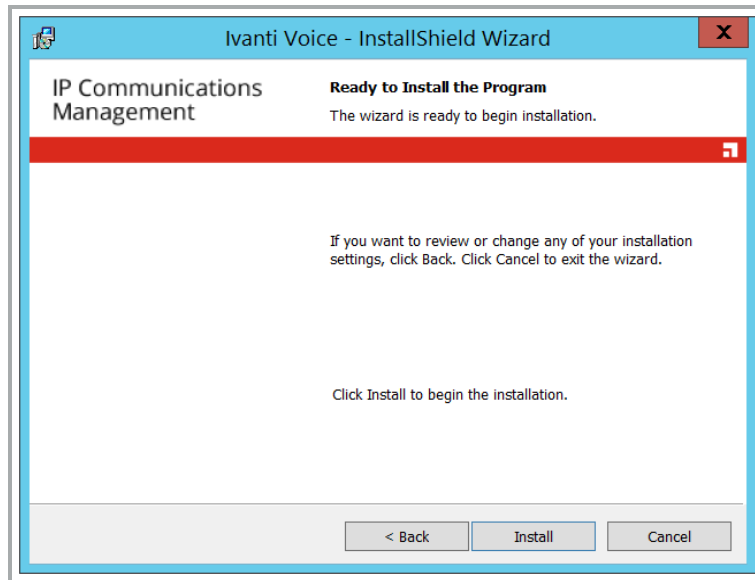 Ivanti Voice - InstallShield Wizard
X
IP Communications
Management
Ready to Install the Program
The wizard is ready to begin installation.
If you want to review or change any of your installation
settings, click Back. Click Cancel to exit the wizard.
Click Install to begin the installation.
< Back
Install
Cancel